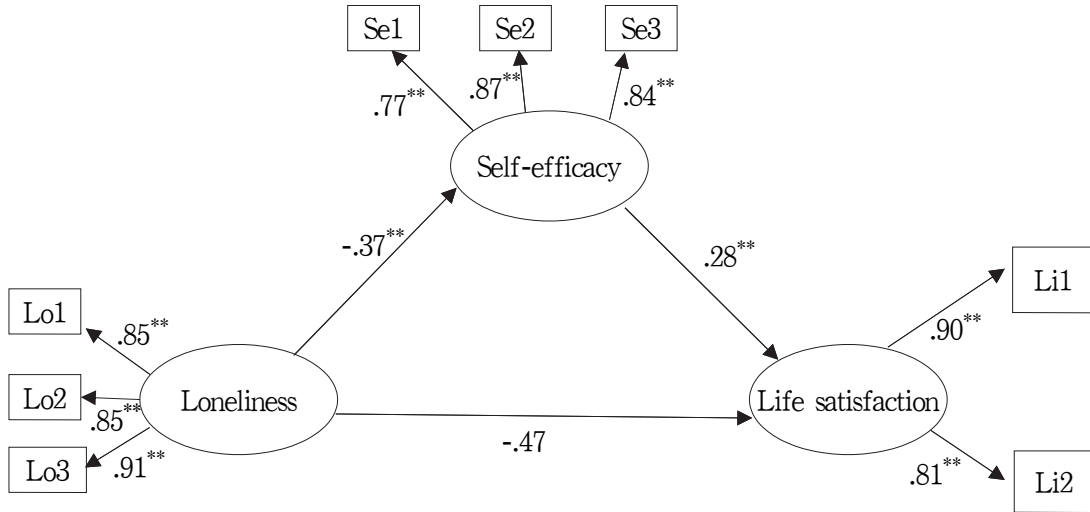 Se1
Se2
Se3
.77**
.87**
.84**
Self-efficacy
-.37**
.28**
Lo1
Lo2
Lo3
.85**
.85**
.91**
Loneliness
-.47
Life satisfaction
.90**
.81**
Li1
Li2